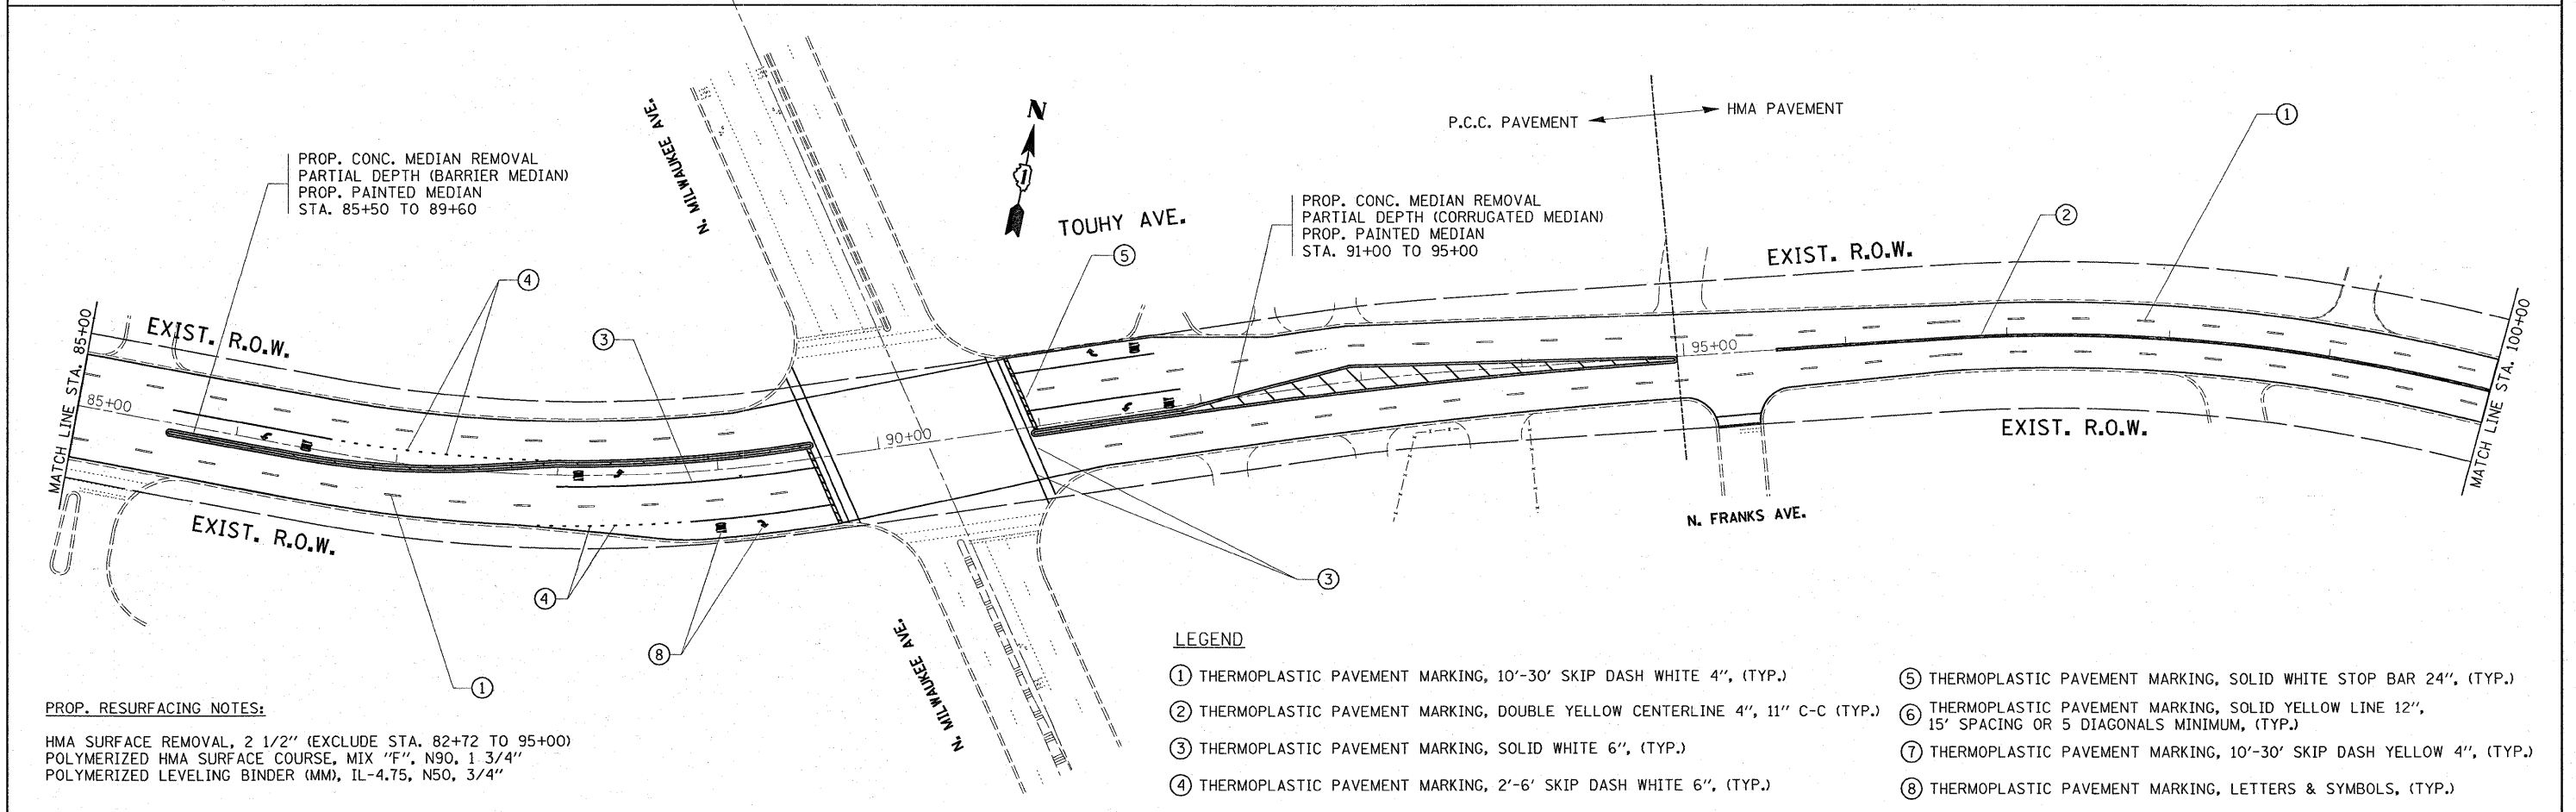 PROP. CONC. MEDIAN REMOVAL
PARTIAL DEPTH (BARRIER MEDIAN)
PROP. PAINTED MEDIAN
STA. 85+50 TO 89+60
N. MILWAUKEE AVE.
N
1
TOUHY AVE.
PROP. CONC. MEDIAN REMOVAL
PARTIAL DEPTH (CORRUGATED MEDIAN)
PROP. PAINTED MEDIAN
STA. 91+00 TO 95+00
P.C.C. PAVEMENT
HMA PAVEMENT
1
2
5
4
3
EXIST. R.O.W.
EXIST. R.O.W.
MATCH LINE STA. 85+00
85+00
90+00
95+00
MATCH LINE STA. 100+00
EXIST. R.O.W.
EXIST. R.O.W.
N. FRANKS AVE.
4
8
1
3
N. MILWAUKEE AVE.
PROP. RESURFACING NOTES:
HMA SURFACE REMOVAL, 2 1/2" (EXCLUDE STA. 82+72 TO 95+00)
POLYMERIZED HMA SURFACE COURSE, MIX "F", N90, 1 3/4"
POLYMERIZED LEVELING BINDER (MM), IL-4.75, N50, 3/4"
LEGEND
1 THERMOPLASTIC PAVEMENT MARKING, 10'-30' SKIP DASH WHITE 4", (TYP.)
2 THERMOPLASTIC PAVEMENT MARKING, DOUBLE YELLOW CENTERLINE 4", 11" C-C (TYP.)
3 THERMOPLASTIC PAVEMENT MARKING, SOLID WHITE 6", (TYP.)
4 THERMOPLASTIC PAVEMENT MARKING, 2'-6' SKIP DASH WHITE 6", (TYP.)
5 THERMOPLASTIC PAVEMENT MARKING, SOLID WHITE STOP BAR 24", (TYP.)
6 THERMOPLASTIC PAVEMENT MARKING, SOLID YELLOW LINE 12",
15' SPACING OR 5 DIAGONALS MINIMUM, (TYP.)
7 THERMOPLASTIC PAVEMENT MARKING, 10'-30' SKIP DASH YELLOW 4", (TYP.)
8 THERMOPLASTIC PAVEMENT MARKING, LETTERS & SYMBOLS, (TYP.)